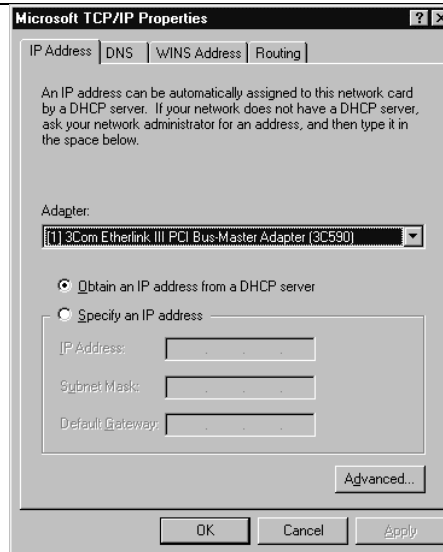 Microsoft TCP/IP Properties
IP Address DNS WINS Address Routing
An IP address can be automatically assigned to this network card
by a DHCP server. If your network does not have a DHCP server,
ask your network administrator for an address, and then type it in
the space below.
Adapter:
[1] 3Com Etherlink III PCI Bus-Master Adapter (3C590)
Obtain an IP address from a DHCP server
Specify an IP address
IP Address:
Subnet Mask:
Default Gateway:
Advanced...
OK Cancel Apply